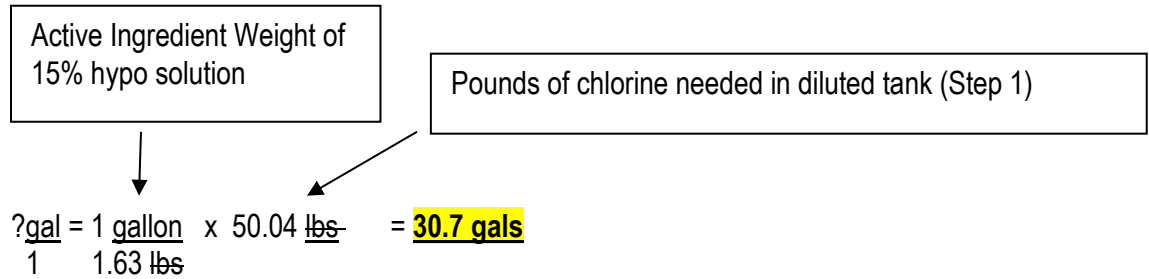 Active Ingredient Weight of
15% hypo solution
Pounds of chlorine needed in diluted tank (Step 1)
?gal = 1 gallon x 50.04 lbs = 30.7 gals
1 1.63 lbs